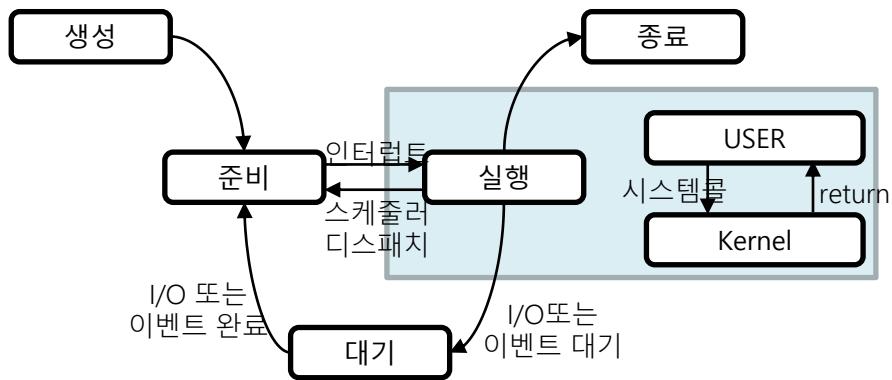 생성
종료
인터럽트
준비
실행
스케줄러
디스패치
USER
시스템콜
return
Kernel
I/O 또는
이벤트 완료
I/O또는
이벤트 대기
대기